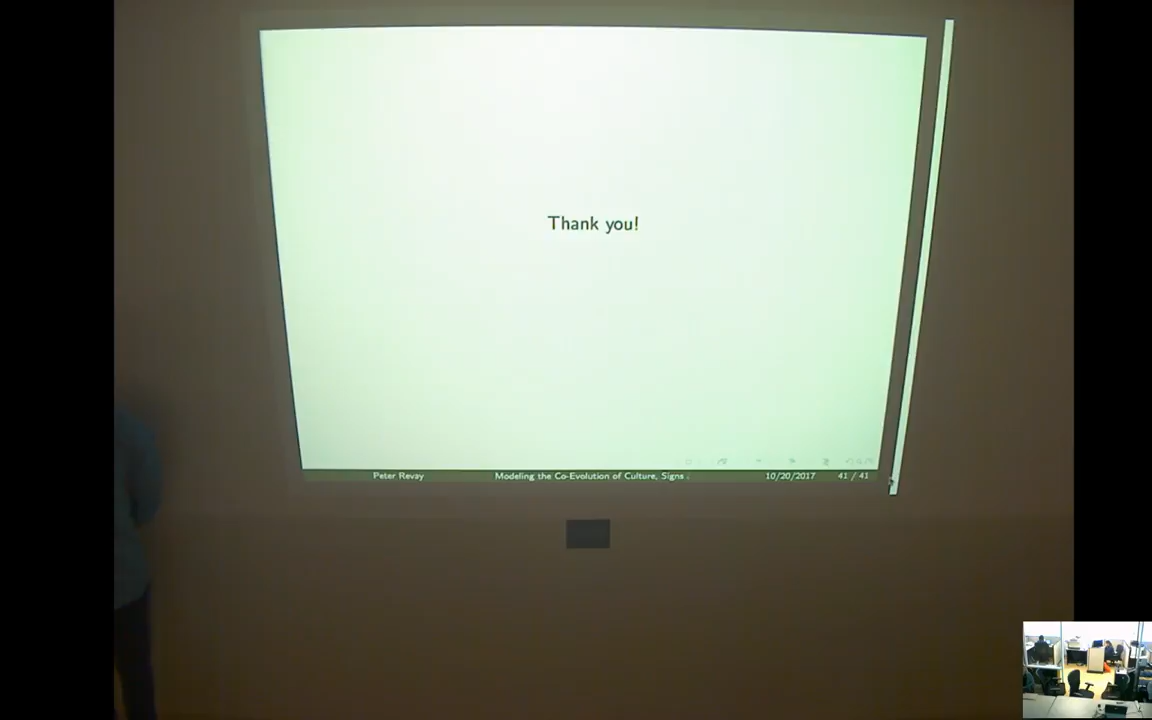 Thank you!
Peter Revay Modeling the Co-Evolution of Culture, Signs . 10/20/2017 41 / 41